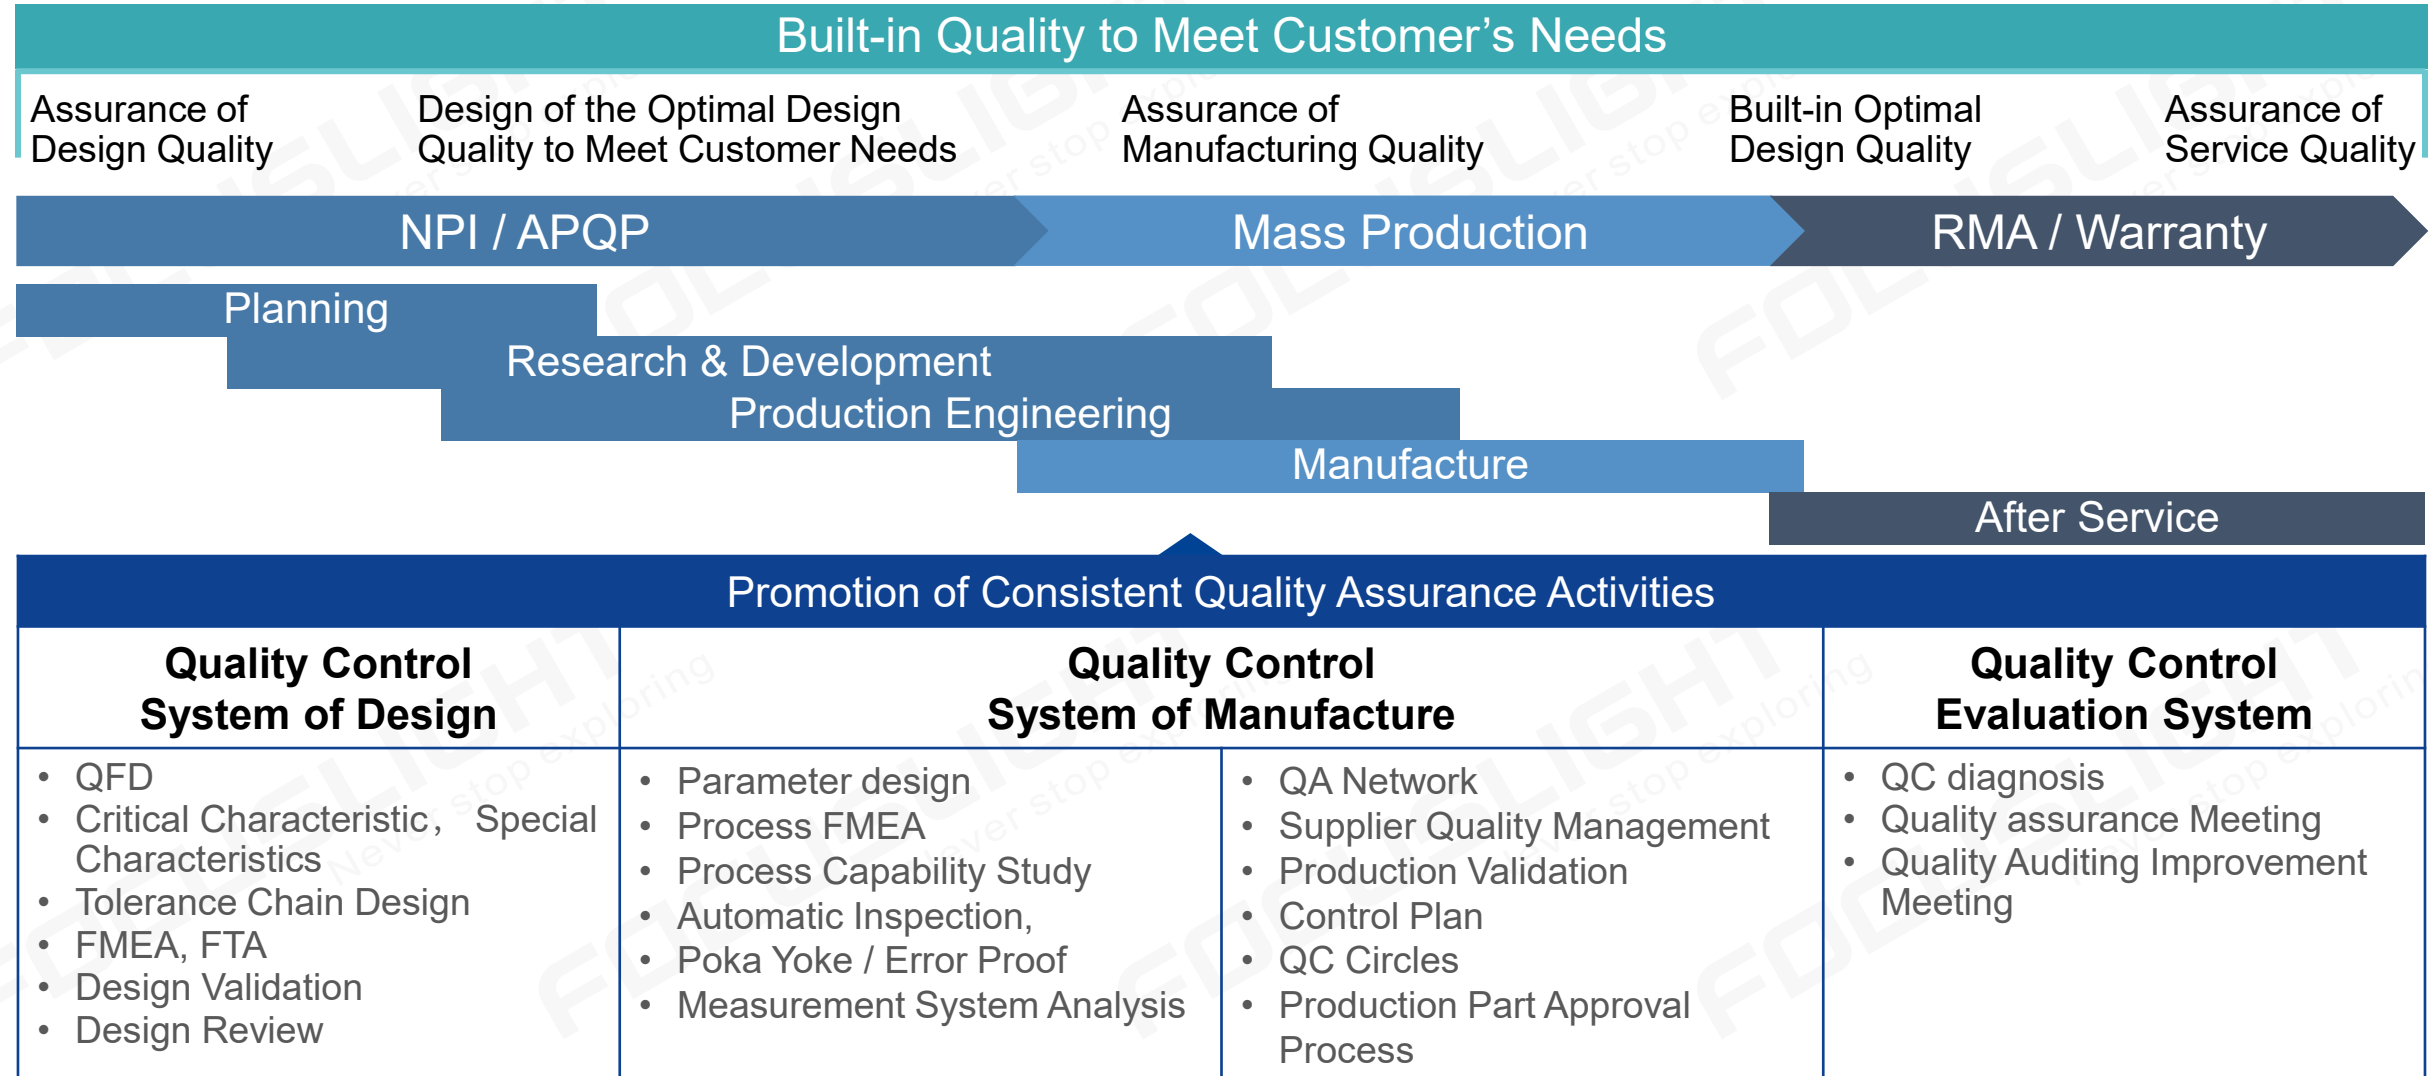 Built-in Quality to Meet Customer’s Needs
Assurance of
Design Quality
Design of the Optimal Design
Quality to Meet Customer Needs
Assurance of
Manufacturing Quality
Built-in Optimal
Design Quality
Assurance of
Service Quality
NPI / APQP
Mass Production
RMA / Warranty
Planning
Research & Development
Production Engineering
Manufacture
After Service
Promotion of Consistent Quality Assurance Activities
Quality Control
System of Design
• QFD
• Critical Characteristic， Special
Characteristics
• Tolerance Chain Design
• FMEA, FTA
• Design Validation
• Design Review
Quality Control
System of Manufacture
• Parameter design
• Process FMEA
• Process Capability Study
• Automatic Inspection,
• Poka Yoke / Error Proof
• Measurement System Analysis
• QA Network
• Supplier Quality Management
• Production Validation
• Control Plan
• QC Circles
• Production Part Approval
Process
Quality Control
Evaluation System
• QC diagnosis
• Quality assurance Meeting
• Quality Auditing Improvement
Meeting
FOCUSLIGHT
Never stop exploring